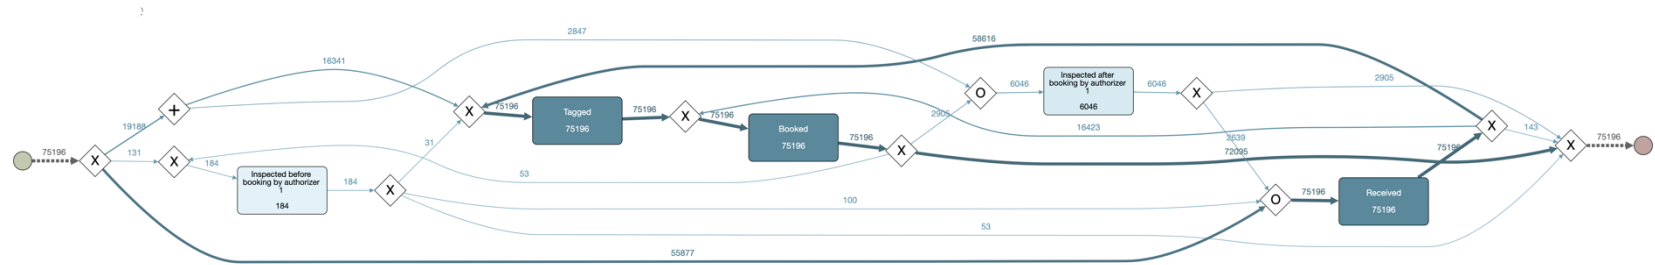 58616
2847
16341
Inspected after
booking by authorizer
1
6046
6046
6046
2905
X
O
X
+
X
75196
Tagged
75196
75196
X
75196
Booked
75196
75196
2905
X
16423
2639
72095
X
143
X
75196
75196
19188
75196
X
131
X
184
Inspected before
booking by authorizer
1
184
184
X
31
53
100
53
O
75196
Received
75196
55877